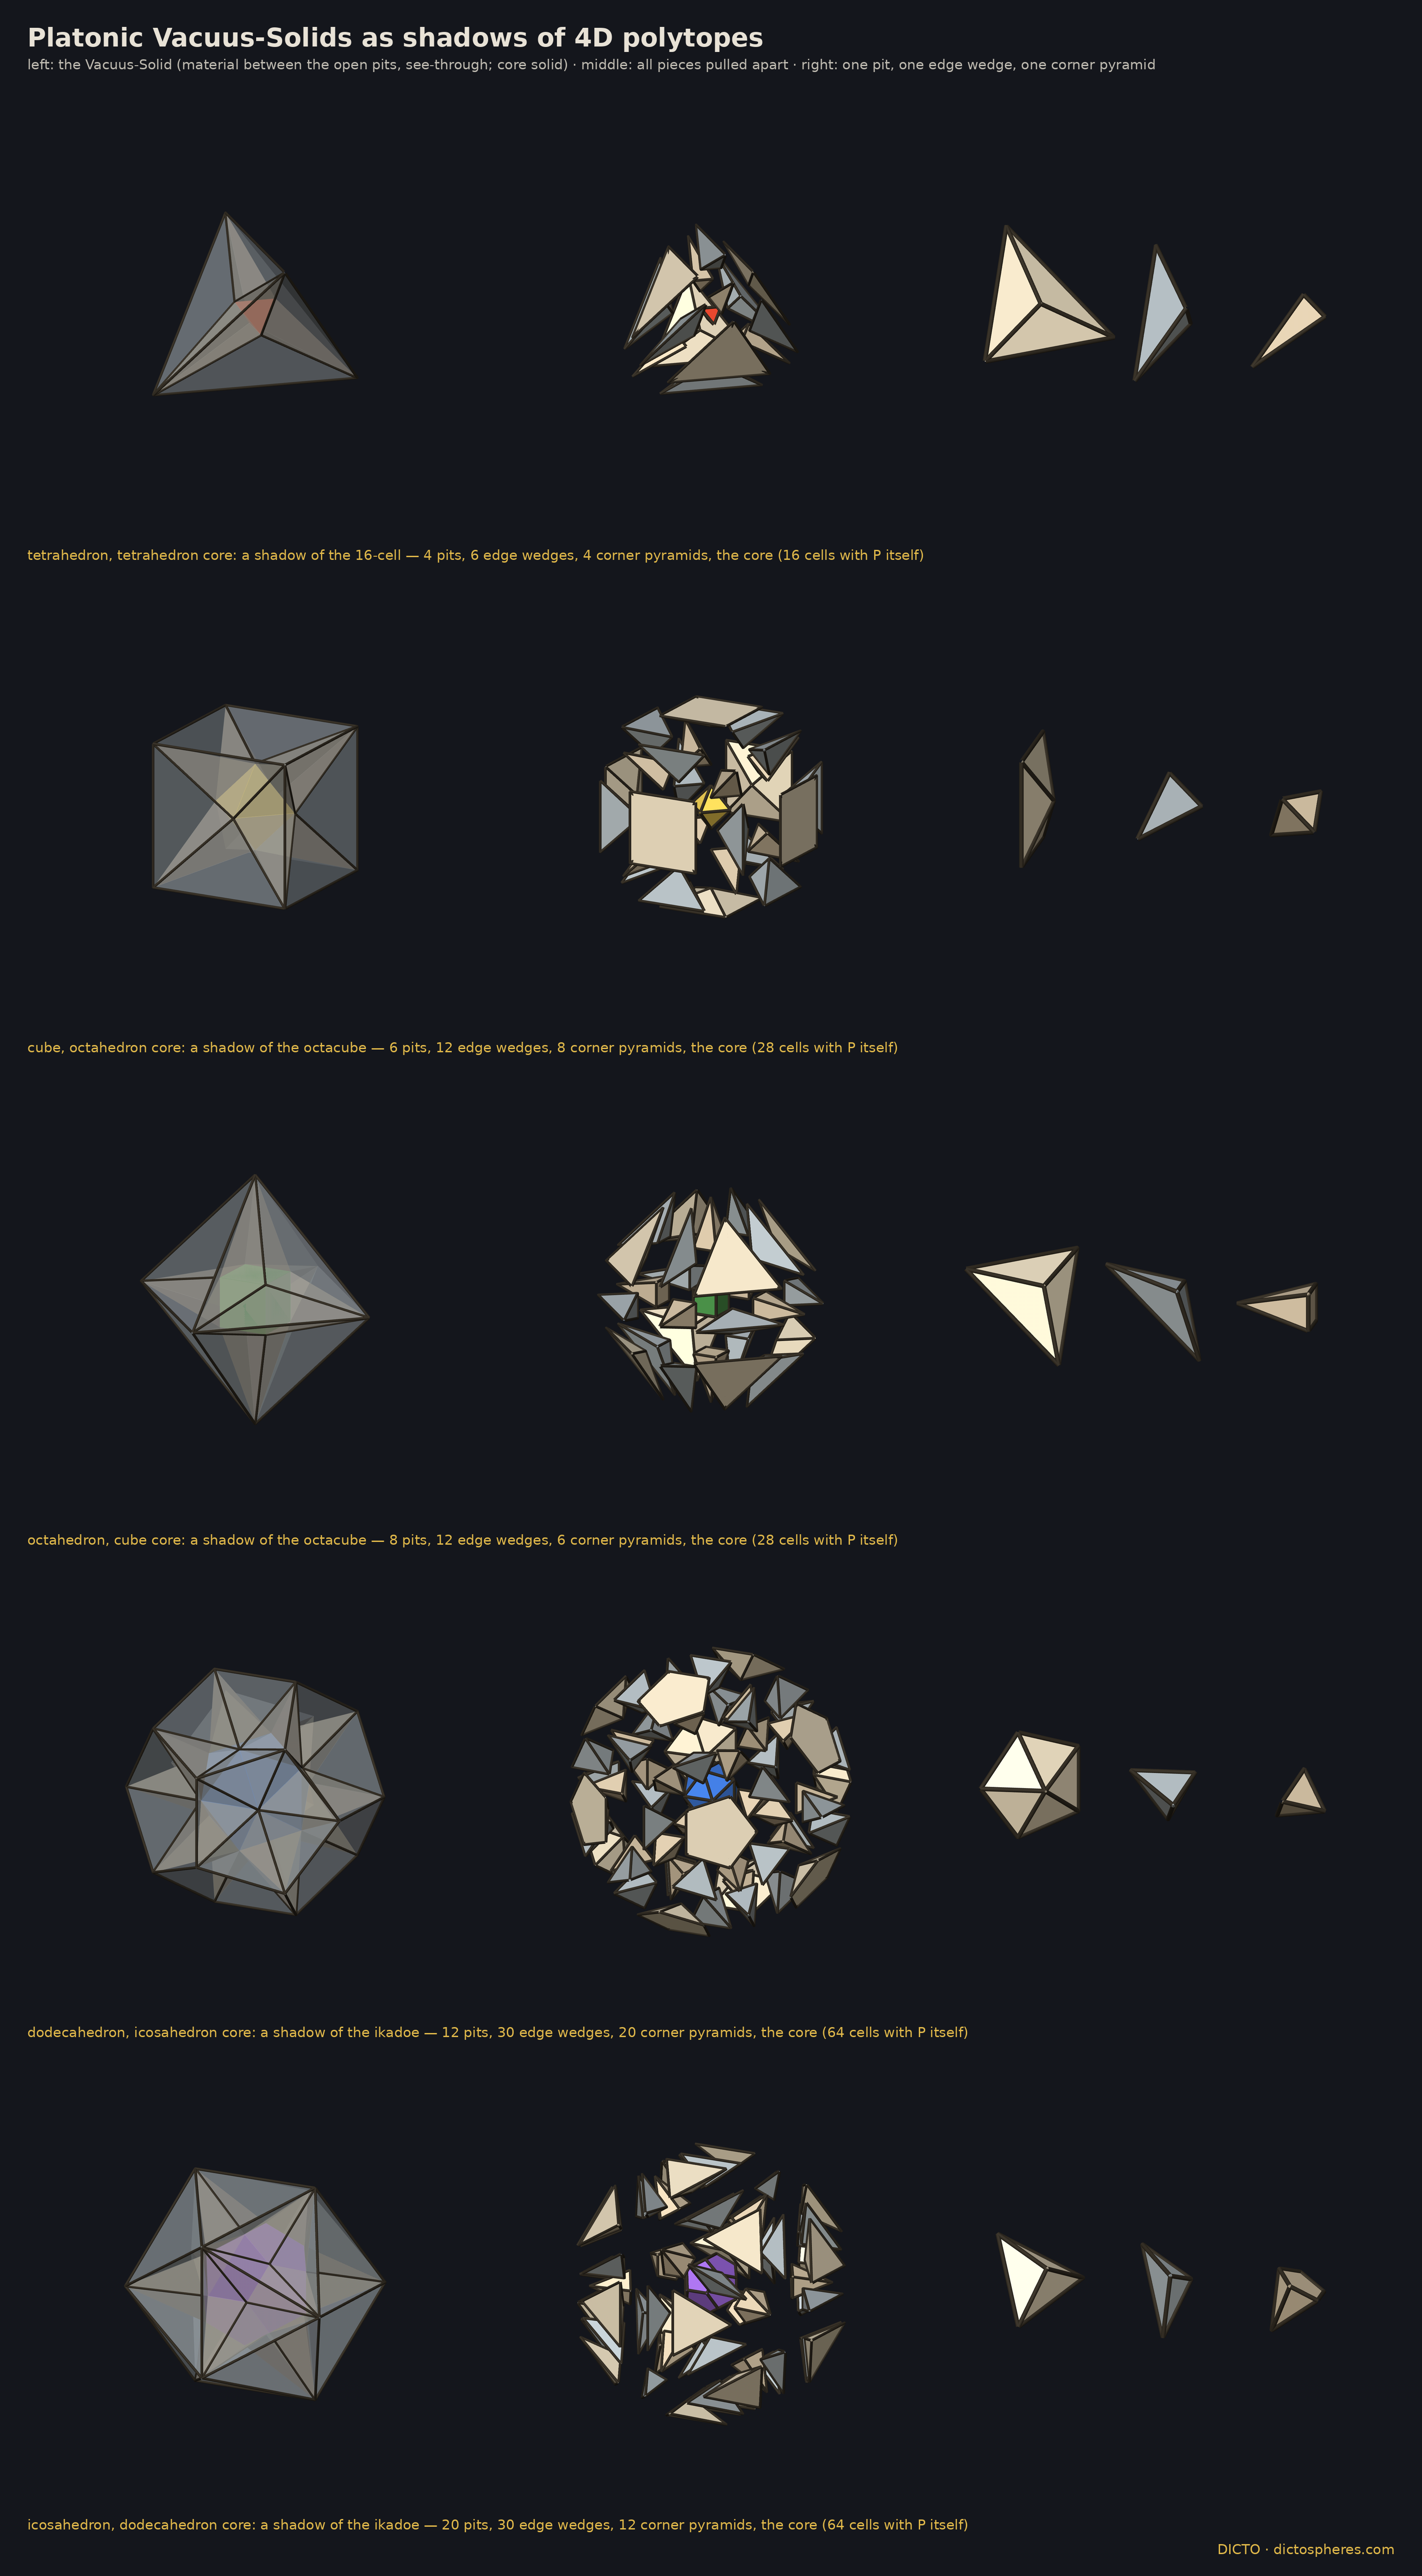 Platonic Vacuus-Solids as shadows of 4D polytopes
left: the Vacuus-Solid (material between the open pits, see-through; core solid) · middle: all pieces pulled apart · right: one pit, one edge wedge, one corner pyramid
tetrahedron, tetrahedron core: a shadow of the 16-cell — 4 pits, 6 edge wedges, 4 corner pyramids, the core (16 cells with P itself)
cube, octahedron core: a shadow of the octacube — 6 pits, 12 edge wedges, 8 corner pyramids, the core (28 cells with P itself)
octahedron, cube core: a shadow of the octacube — 8 pits, 12 edge wedges, 6 corner pyramids, the core (28 cells with P itself)
dodecahedron, icosahedron core: a shadow of the ikadoe — 12 pits, 30 edge wedges, 20 corner pyramids, the core (64 cells with P itself)
icosahedron, dodecahedron core: a shadow of the ikadoe — 20 pits, 30 edge wedges, 12 corner pyramids, the core (64 cells with P itself)
DICTO · dictospheres.com